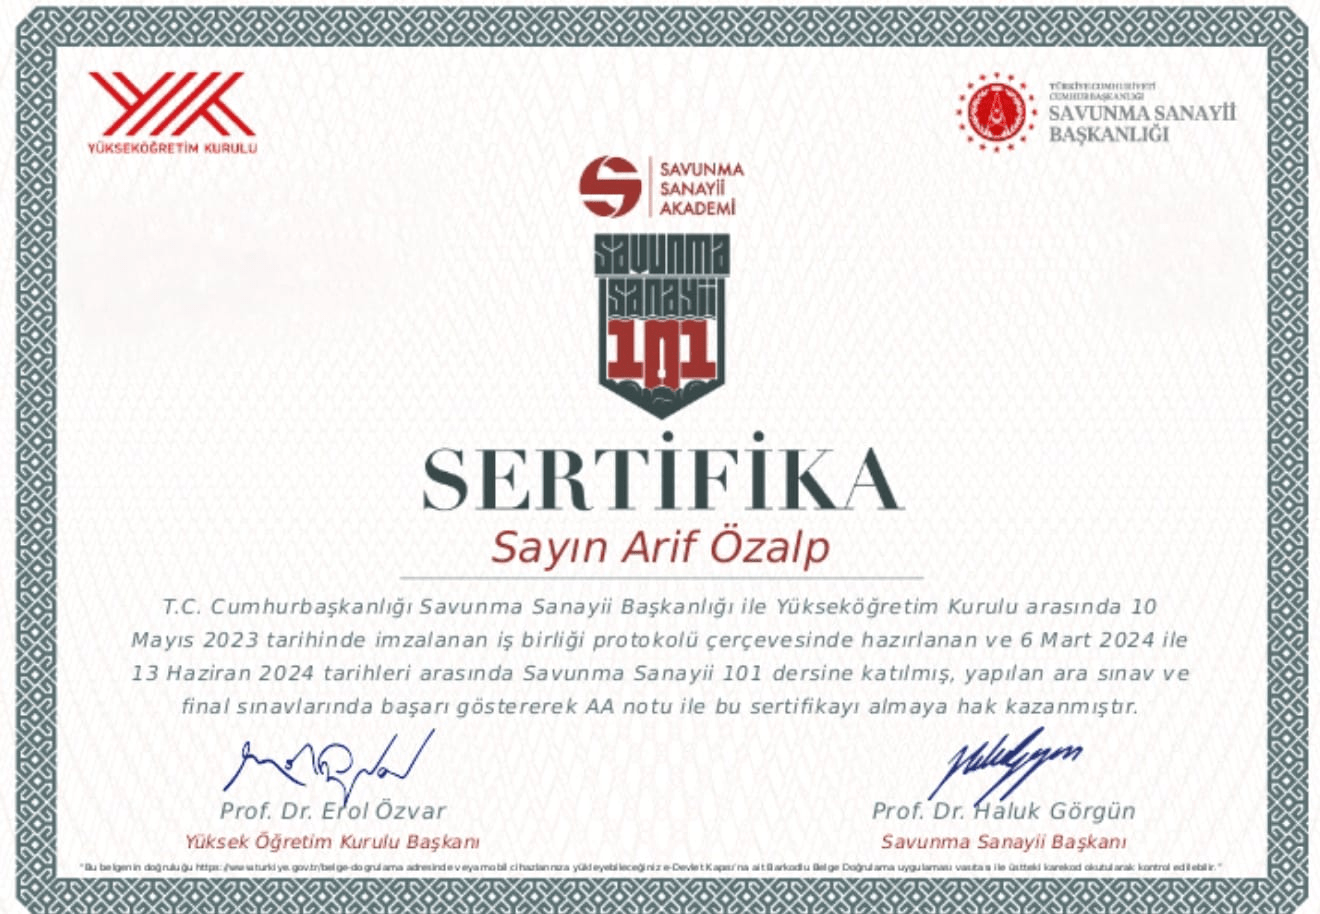 YÜKSEKÖĞRETİM KURULU
TÜRKİYE CUMHURİYETİ
CUMHURBAŞKANLIĞI
SAVUNMA SANAYİİ
BAŞKANLIĞI
SAVUNMA
SANAYİİ
AKADEMİ
savunma
sanayii
101
SERTİFİKA
Sayın Arif Özalp
T.C. Cumhurbaşkanlığı Savunma Sanayii Başkanlığı ile Yükseköğretim Kurulu arasında 10
Mayıs 2023 tarihinde imzalanan iş birliği protokolü çerçevesinde hazırlanan ve 6 Mart 2024 ile
13 Haziran 2024 tarihleri arasında Savunma Sanayii 101 dersine katılmış, yapılan ara sınav ve
final sınavlarında başarı göstererek AA notu ile bu sertifikayı almaya hak kazanmıştır.
Prof. Dr. Erol Özvar
Yüksek Öğretim Kurulu Başkanı
Prof. Dr. Haluk Görgün
Savunma Sanayii Başkanı
"Bu belgenin doğruluğu https://www.turkiye.gov.tr/belge-dogrulama adresinde veya mobil cihazlarınıza yükleyebileceğiniz e-Devlet Kapısı'na ait Barkodlu Belge Doğrulama uygulaması vasıtası ile üstteki karekod okutularak kontrol edilebilir."